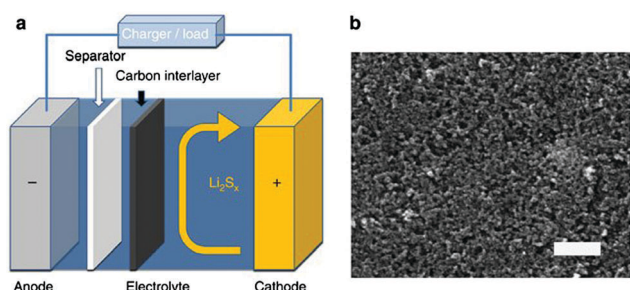 a
Charger / load
Separator
Carbon interlayer
−
Li₂Sₓ
+
Anode
Electrolyte
Cathode
b